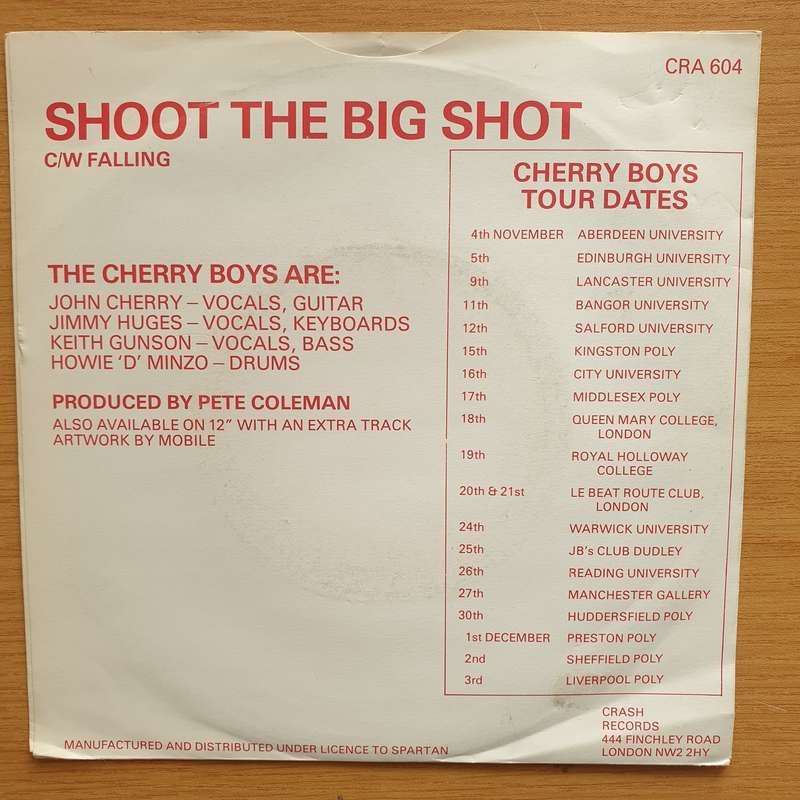 CRA 604
SHOOT THE BIG SHOT
C/W FALLING
THE CHERRY BOYS ARE:
JOHN CHERRY – VOCALS, GUITAR
JIMMY HUGES – VOCALS, KEYBOARDS
KEITH GUNSON – VOCALS, BASS
HOWIE ‘D’ MINZO – DRUMS
PRODUCED BY PETE COLEMAN
ALSO AVAILABLE ON 12” WITH AN EXTRA TRACK
ARTWORK BY MOBILE
CHERRY BOYS
TOUR DATES
4th NOVEMBER ABERDEEN UNIVERSITY
5th EDINBURGH UNIVERSITY
9th LANCASTER UNIVERSITY
11th BANGOR UNIVERSITY
12th SALFORD UNIVERSITY
15th KINGSTON POLY
16th CITY UNIVERSITY
17th MIDDLESEX POLY
18th QUEEN MARY COLLEGE,
LONDON
19th ROYAL HOLLOWAY
COLLEGE
20th & 21st LE BEAT ROUTE CLUB,
LONDON
24th WARWICK UNIVERSITY
25th JB’s CLUB DUDLEY
26th READING UNIVERSITY
27th MANCHESTER GALLERY
30th HUDDERSFIELD POLY
1st DECEMBER PRESTON POLY
2nd SHEFFIELD POLY
3rd LIVERPOOL POLY
MANUFACTURED AND DISTRIBUTED UNDER LICENCE TO SPARTAN
CRASH
RECORDS
444 FINCHLEY ROAD
LONDON NW2 2HY